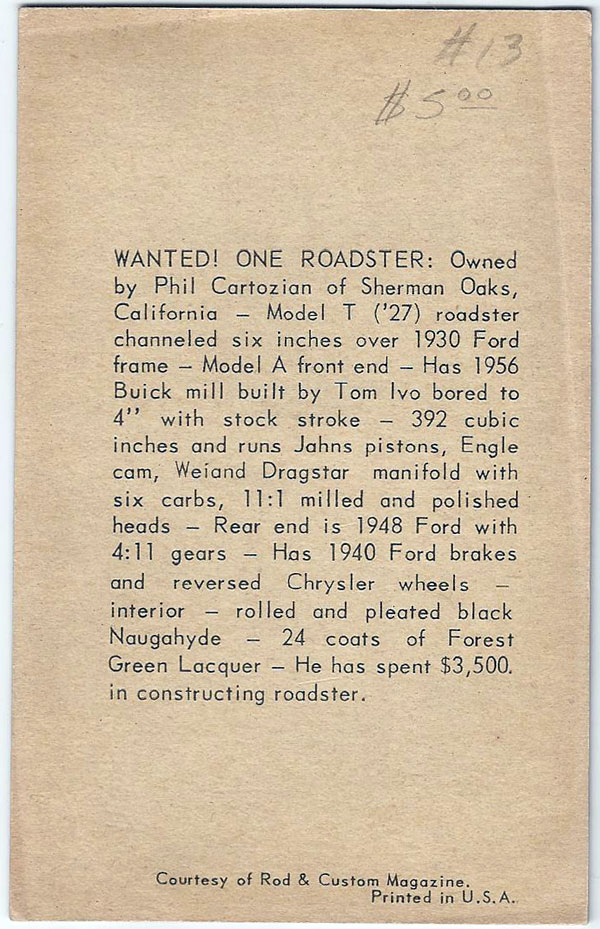 #13
$5.00
WANTED! ONE ROADSTER: Owned
by Phil Cartozian of Sherman Oaks,
California – Model T ('27) roadster
channeled six inches over 1930 Ford
frame – Model A front end – Has 1956
Buick mill built by Tom Ivo bored to
4'' with stock stroke – 392 cubic
inches and runs Jahns pistons, Engle
cam, Weiand Dragstar manifold with
six carbs, 11:1 milled and polished
heads – Rear end is 1948 Ford with
4:11 gears – Has 1940 Ford brakes
and reversed Chrysler wheels –
interior – rolled and pleated black
Naugahyde – 24 coats of Forest
Green Lacquer – He has spent $3,500.
in constructing roadster.
Courtesy of Rod & Custom Magazine.
Printed in U.S.A.